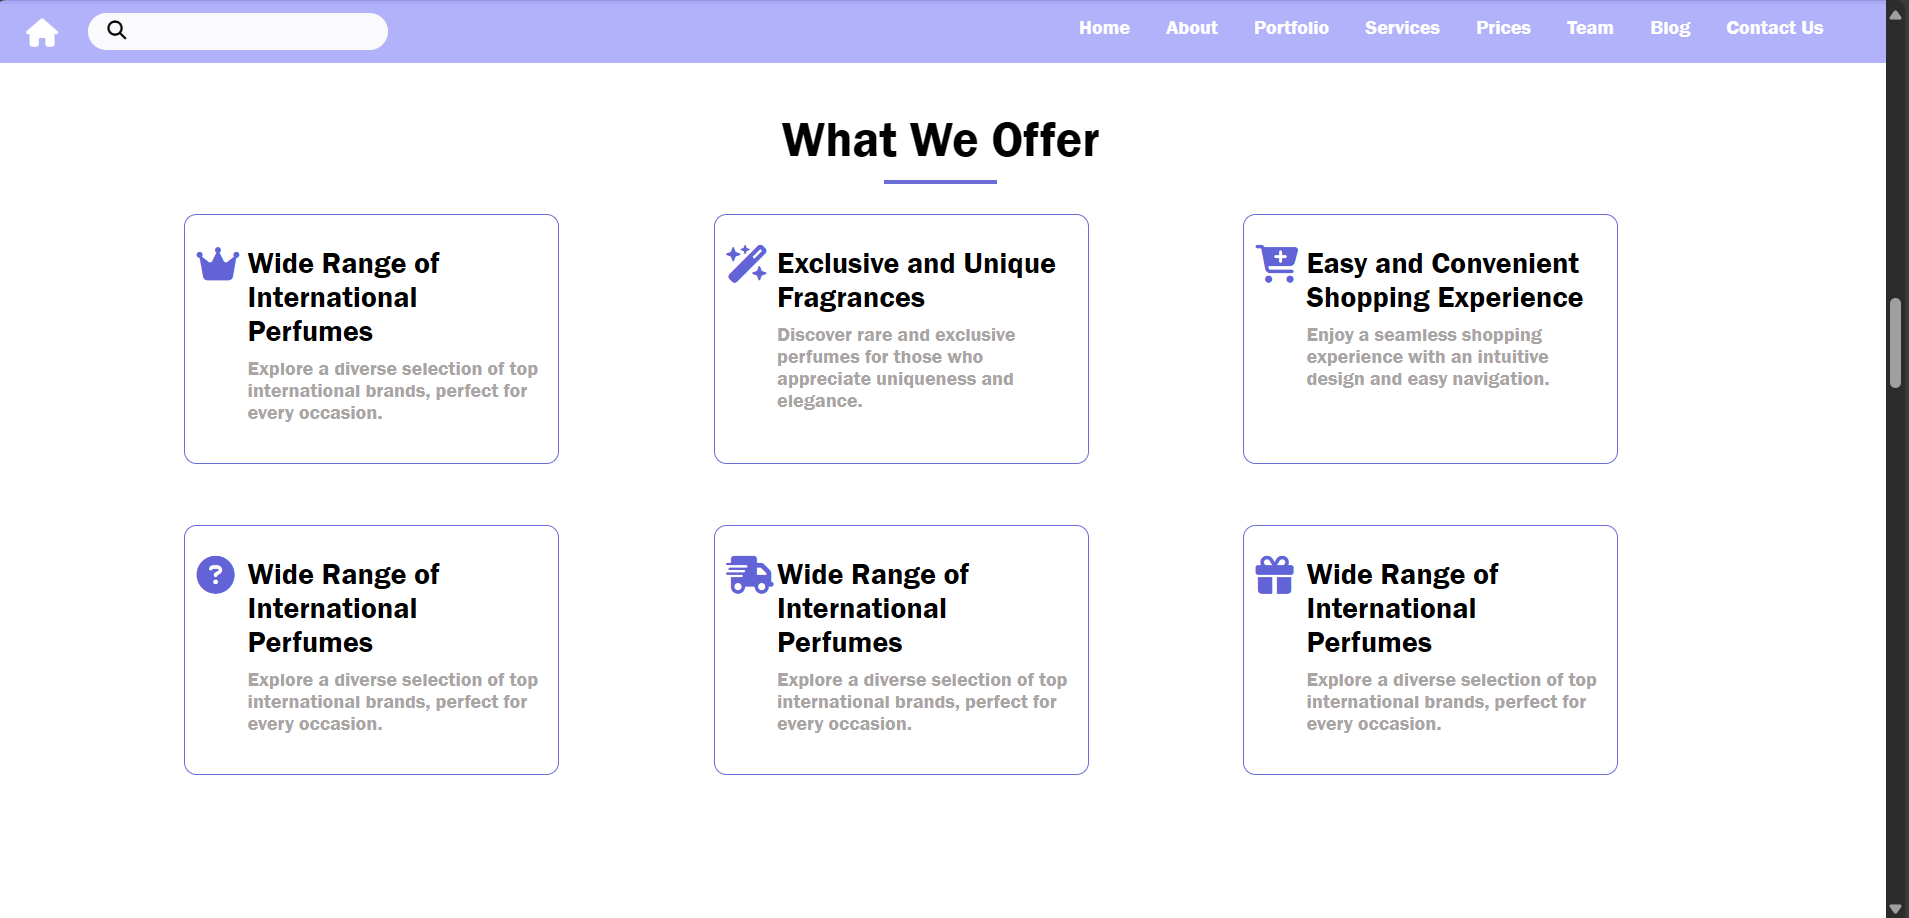 Home About Portfolio Services Prices Team Blog Contact Us
What We Offer
Wide Range of
International
Perfumes
Explore a diverse selection of top
international brands, perfect for
every occasion.
Exclusive and Unique
Fragrances
Discover rare and exclusive
perfumes for those who
appreciate uniqueness and
elegance.
Easy and Convenient
Shopping Experience
Enjoy a seamless shopping
experience with an intuitive
design and easy navigation.
Wide Range of
International
Perfumes
Explore a diverse selection of top
international brands, perfect for
every occasion.
Wide Range of
International
Perfumes
Explore a diverse selection of top
international brands, perfect for
every occasion.
Wide Range of
International
Perfumes
Explore a diverse selection of top
international brands, perfect for
every occasion.